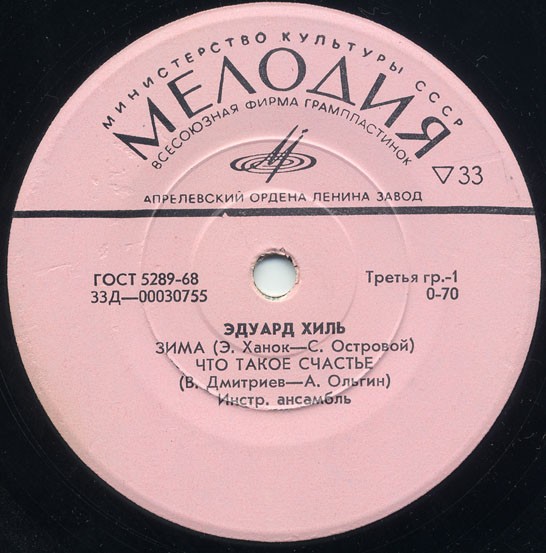 МИНИСТЕРСТВО КУЛЬТУРЫ СССР
МЕЛОДИЯ
ВСЕСОЮЗНАЯ ФИРМА ГРАМПЛАСТИНОК
▽33
АПРЕЛЕВСКИЙ ОРДЕНА ЛЕНИНА ЗАВОД
ГОСТ 5289-68
Третья гр.-1
33Д—00030755
0-70
ЭДУАРД ХИЛЬ
ЗИМА (Э. Ханок—С. Островой)
ЧТО ТАКОЕ СЧАСТЬЕ
(В. Дмитриев—А. Ольгин)
Инстр. ансамбль